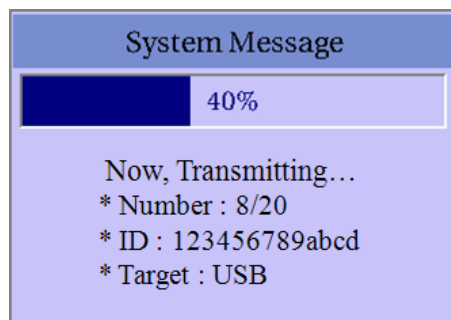 System Message
40%
Now, Transmitting...
* Number : 8/20
* ID : 123456789abcd
* Target : USB